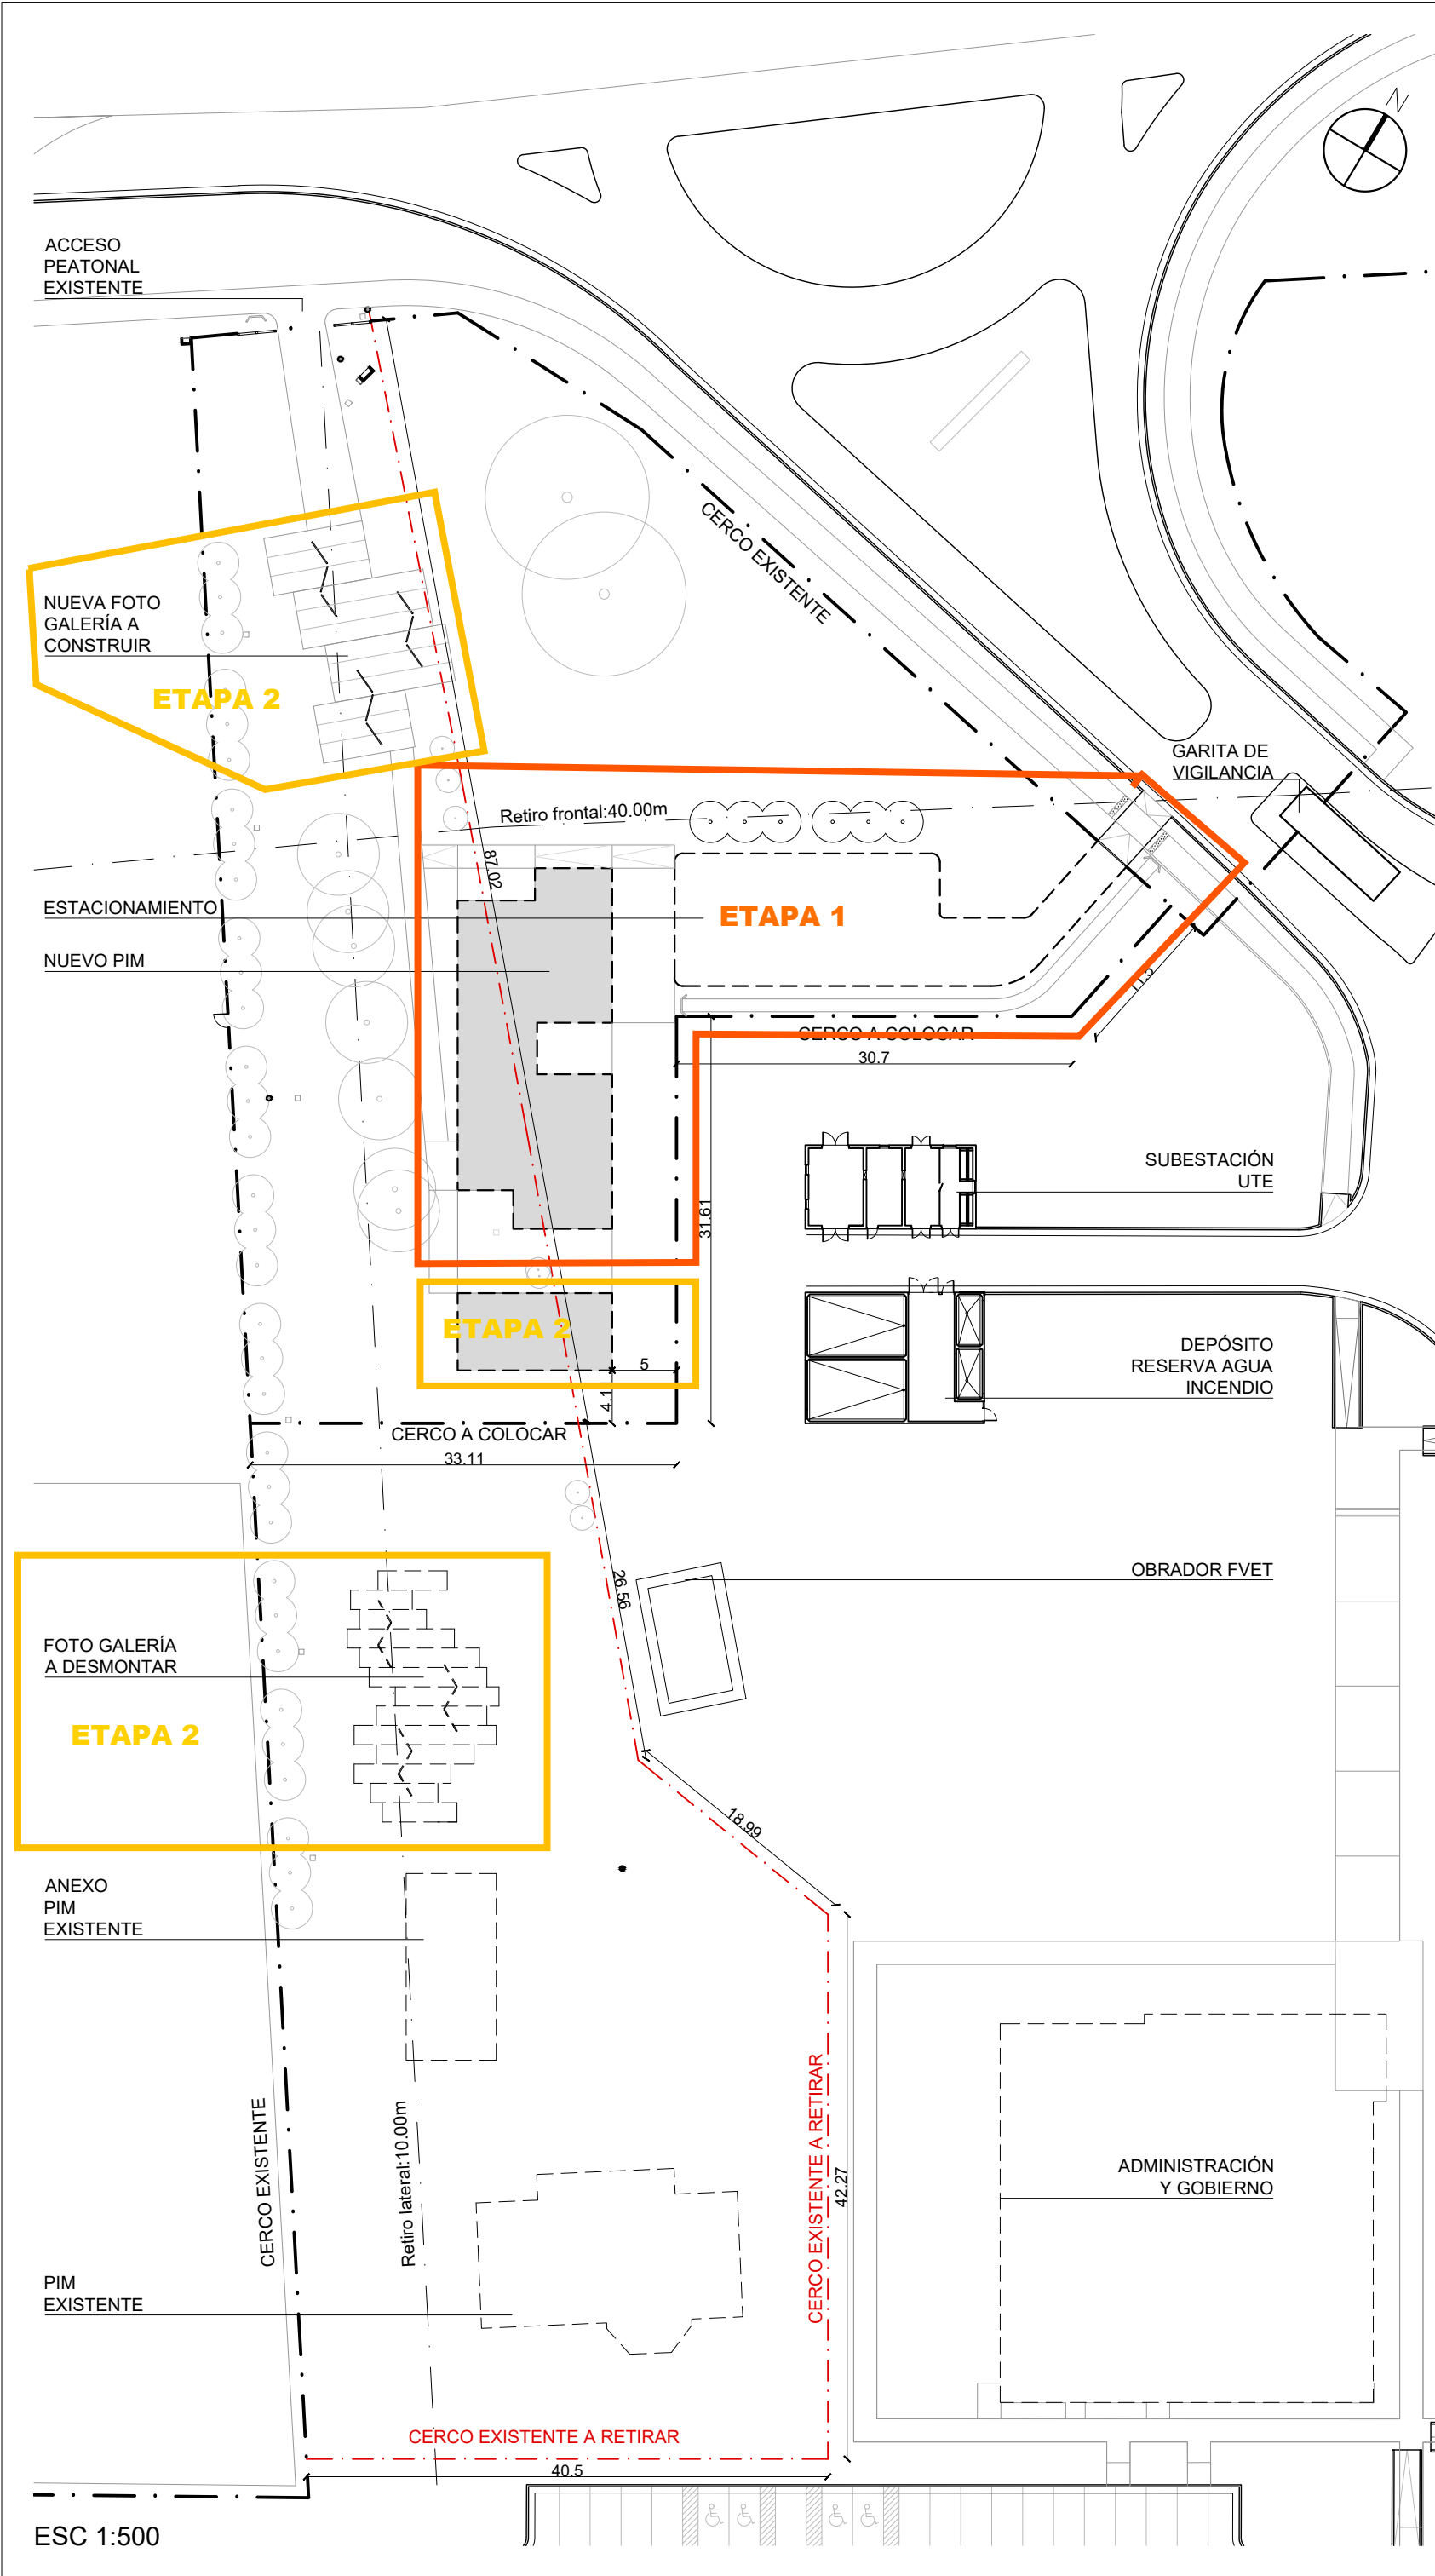 N
ACCESO
PEATONAL
EXISTENTE
CERCO EXISTENTE
NUEVA FOTO
GALERÍA A
CONSTRUIR
ETAPA 2
GARITA DE
VIGILANCIA
Retiro frontal:40.00m
87.02
ESTACIONAMIENTO
ETAPA 1
NUEVO PIM
11.5
CERCO A COLOCAR
30.7
SUBESTACIÓN
UTE
31.61
ETAPA 2
5
4.1
DEPÓSITO
RESERVA AGUA
INCENDIO
CERCO A COLOCAR
33.11
OBRADOR FVET
26.56
FOTO GALERÍA
A DESMONTAR
ETAPA 2
18.99
ANEXO
PIM
EXISTENTE
CERCO EXISTENTE
Retiro lateral:10.00m
CERCO EXISTENTE A RETIRAR
42.27
ADMINISTRACIÓN
Y GOBIERNO
PIM
EXISTENTE
CERCO EXISTENTE A RETIRAR
40.5
ESC 1:500